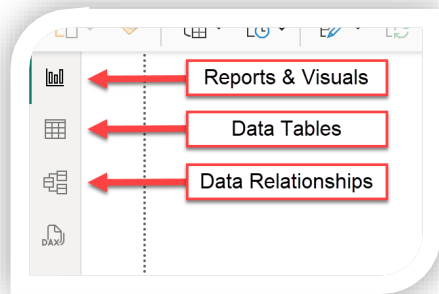 Reports & Visuals
Data Tables
Data Relationships
DAX